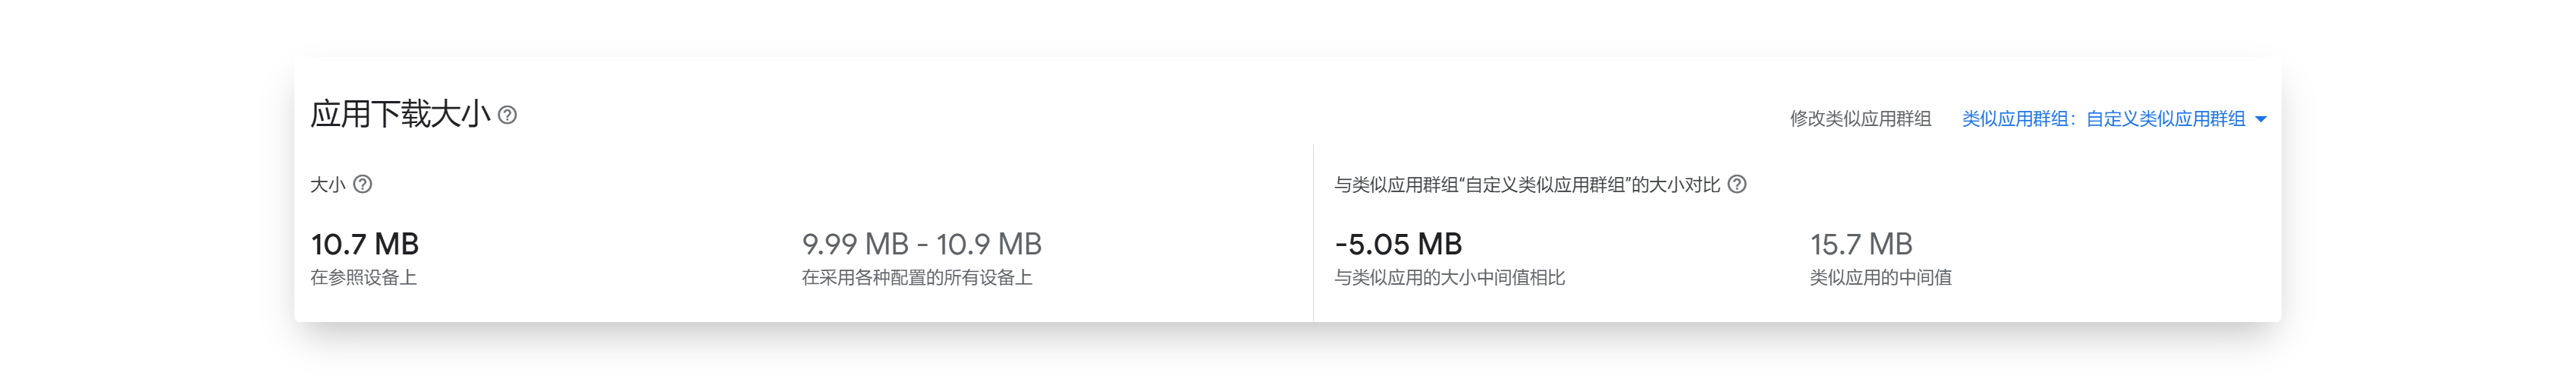 应用下载大小
修改类似应用群组
类似应用群组：自定义类似应用群组
大小
10.7 MB
在参照设备上
9.99 MB - 10.9 MB
在采用各种配置的所有设备上
与类似应用群组“自定义类似应用群组”的大小对比
-5.05 MB
与类似应用的大小中间值相比
15.7 MB
类似应用的中间值